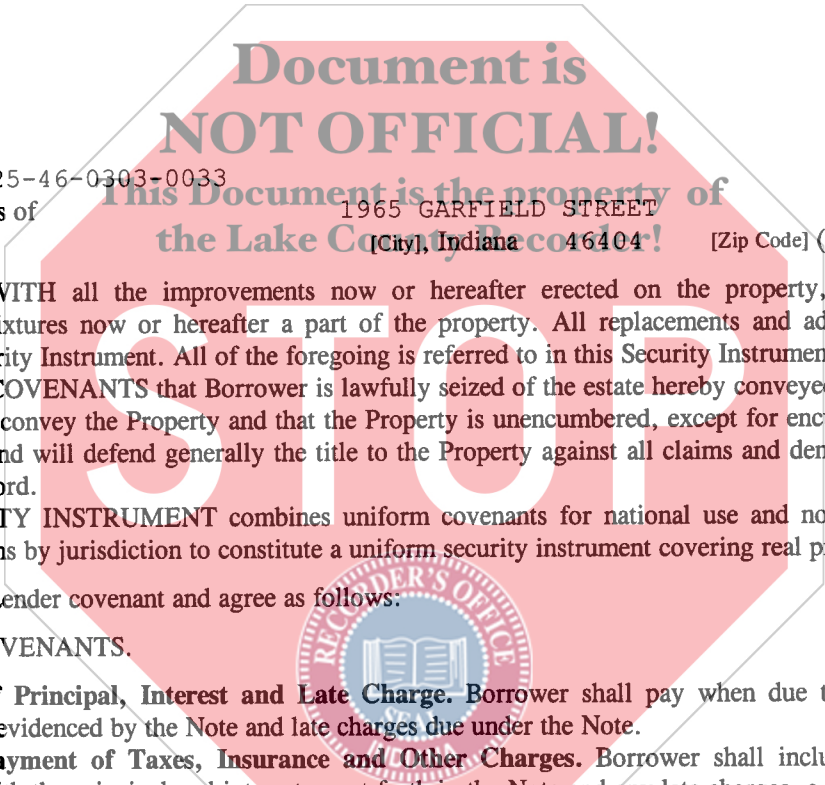 Document is
NOT OFFICIAL!
25-46-0303-0033
This Document is the property of
s of 1965 GARFIELD STREET
the Lake County Recorder!
[City], Indiana 46404 [Zip Code] (
WITH all the improvements now or hereafter erected on the property,
ixtures now or hereafter a part of the property. All replacements and ad
rity Instrument. All of the foregoing is referred to in this Security Instrumen
COVENANTS that Borrower is lawfully seized of the estate hereby conveye
convey the Property and that the Property is unencumbered, except for enc
nd will defend generally the title to the Property against all claims and den
ord.
STOP
TY INSTRUMENT combines uniform covenants for national use and no
ns by jurisdiction to constitute a uniform security instrument covering real p
ender covenant and agree as follows:
RECORDER'S OFFICE
VENANTS.
Principal, Interest and Late Charge. Borrower shall pay when due t
evidenced by the Note and late charges due under the Note.
SEAL
INDIANA
ayment of Taxes, Insurance and Other Charges. Borrower shall inclu